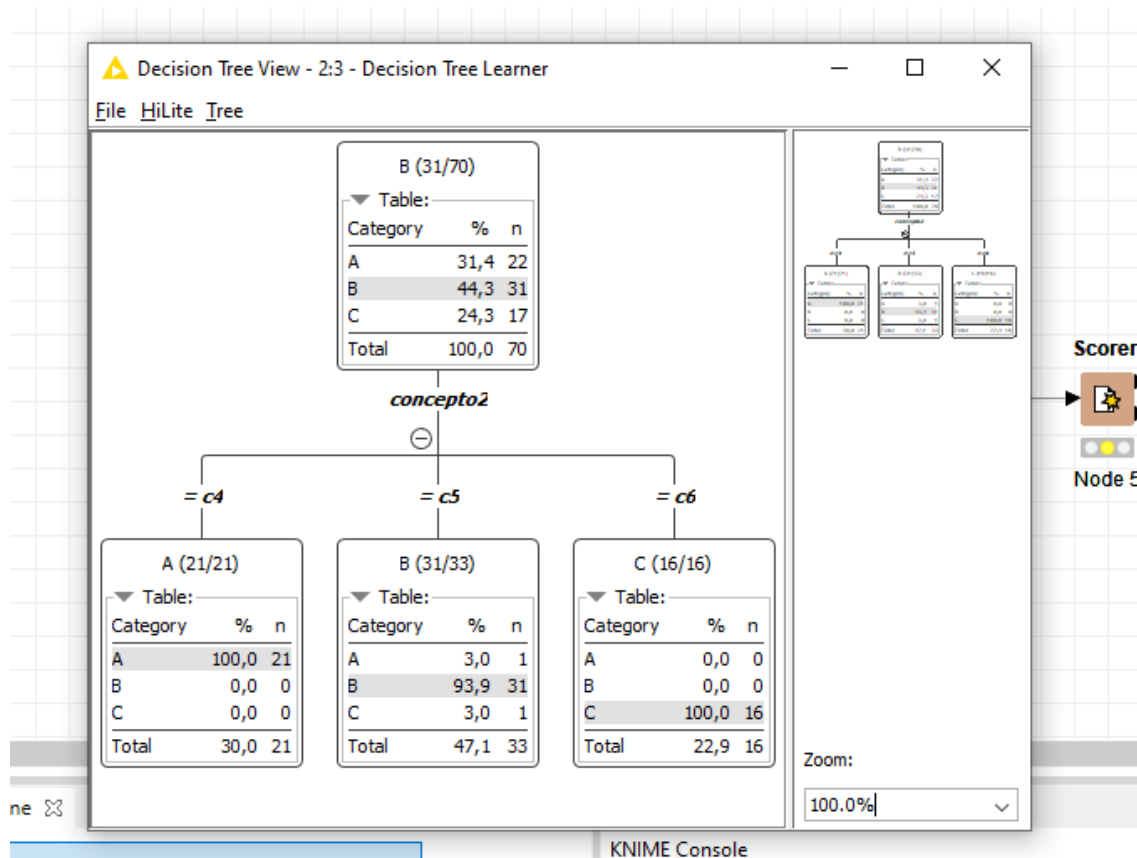 Decision Tree View - 2:3 - Decision Tree Learner
File HiLite Tree
B (31/70)
Table:
Category % n
A 31,4 22
B 44,3 31
C 24,3 17
Total 100,0 70
concepto2
= c4
= c5
= c6
A (21/21)
Table:
Category % n
A 100,0 21
B 0,0 0
C 0,0 0
Total 30,0 21
B (31/33)
Table:
Category % n
A 3,0 1
B 93,9 31
C 3,0 1
Total 47,1 33
C (16/16)
Table:
Category % n
A 0,0 0
B 0,0 0
C 100,0 16
Total 22,9 16
Zoom:
100.0%
Scorer
Node 5
ne
KNIME Console